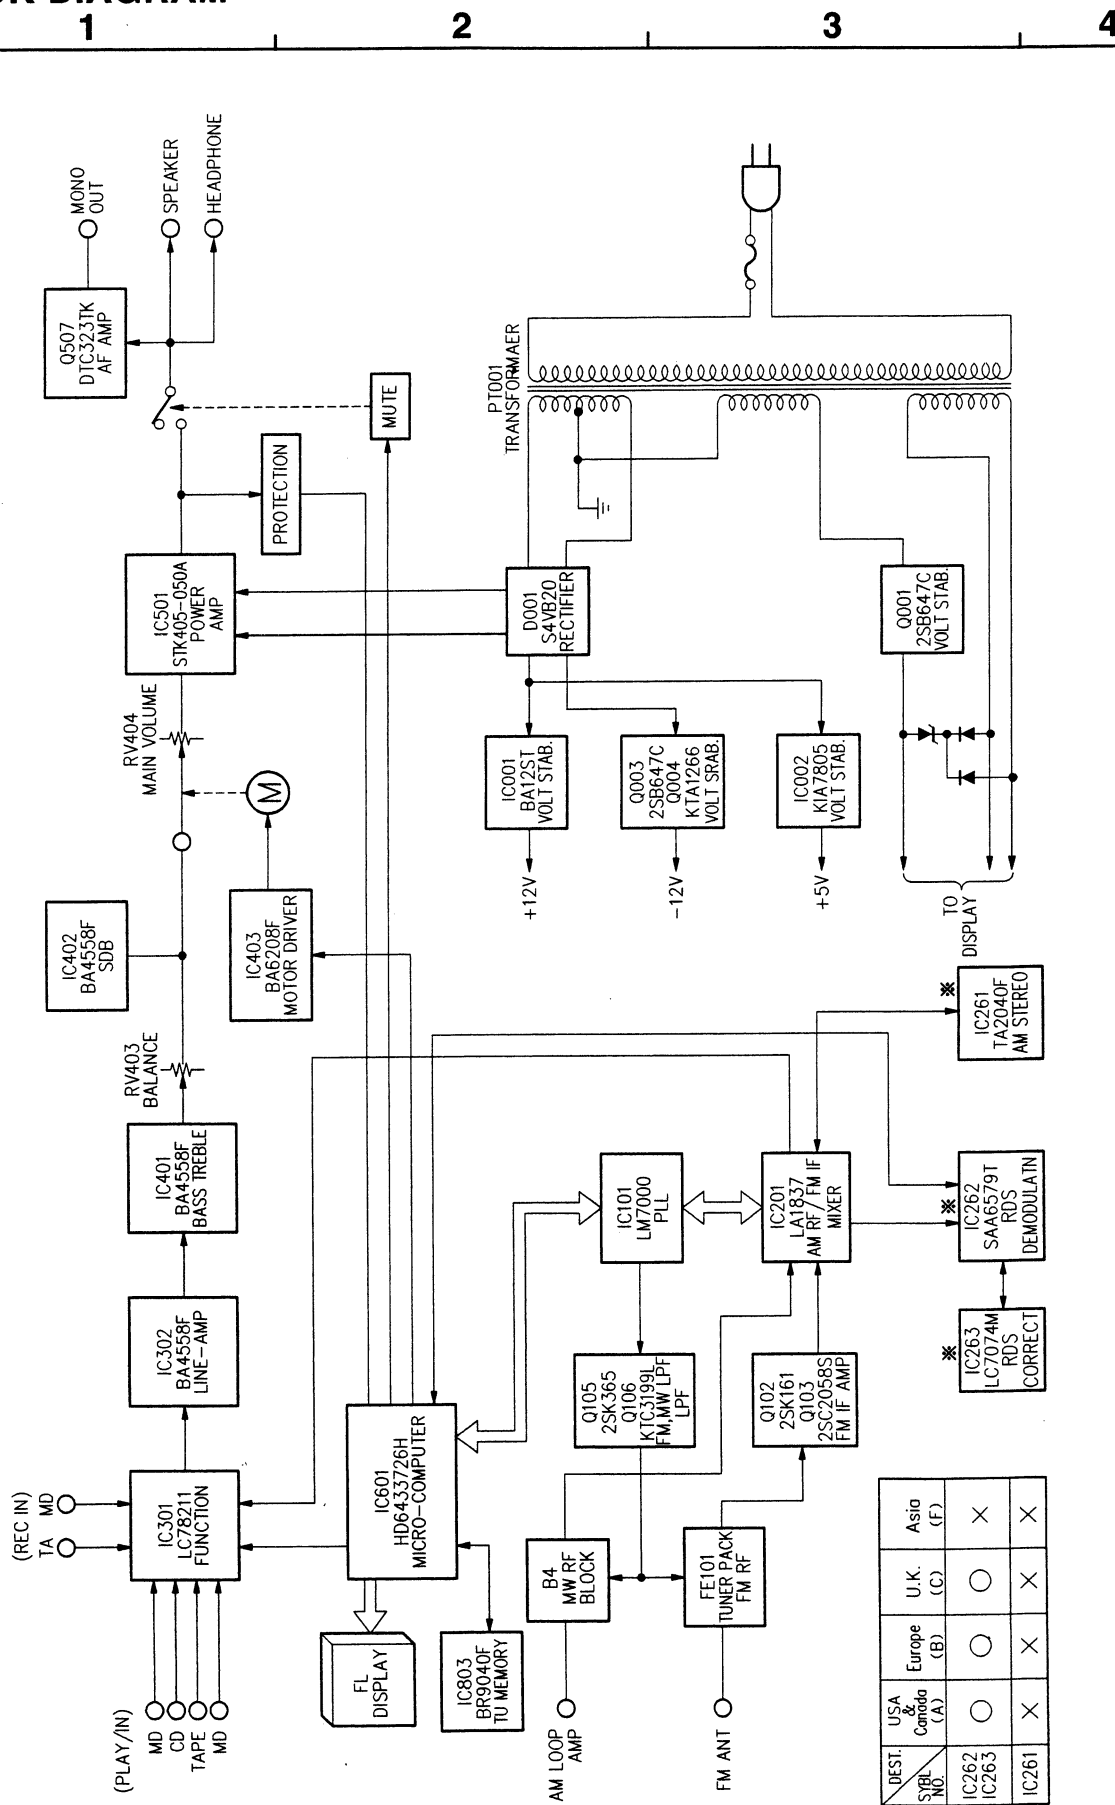 1
2
3
4
MONO
OUT
SPEAKER
HEADPHONE
Q507
DTC323TK
AF AMP
MUTE
PROTECTION
IC501
STK405-050A
POWER
AMP
RV404
MAIN VOLUME
M
IC402
BA4558F
SDB
IC403
BA6208F
MOTOR DRIVER
RV403
BALANCE
IC401
BA4558F
BASS TREBLE
IC302
BA4558F
LINE-AMP
(REC IN)
TA
MD
IC301
LC78211
FUNCTION
(PLAY/IN)
MD
CD
TAPE
MD
IC601
HD6433726H
MICRO-COMPUTER
FL
DISPLAY
IC803
BR9040F
TU MEMORY
PT001
TRANSFORMAER
D001
S4VB20
RECTIFIER
Q001
2SB647C
VOLT STAB.
IC001
BA12ST
VOLT STAB.
Q003
2SB647C
Q004
KTA1266
VOLT SRAB.
IC002
KIA7805
VOLT STAB.
+12V
-12V
+5V
TO
DISPLAY
※
IC261
TA2040F
AM STEREO
IC101
LM7000
PLL
IC201
LA1837
AM RF/FM IF
MIXER
※
IC262
SAA6579T
RDS
DEMODULATN
※
IC263
LC7074M
RDS
CORRECT
Q105
2SK365
Q106
KTC3199L
FM,MW LPF
LPF
Q102
2SK161
Q103
2SC2058S
FM IF AMP
B4
MW RF
BLOCK
FE101
TUNER PACK
FM RF
AM LOOP
AMP
FM ANT
DEST.
SYBL
NO.
USA
&
Canada
(A)
Europe
(B)
U.K.
(C)
Asia
(F)
IC262
IC263
○ ○ ○ ×
IC261
× × × ×